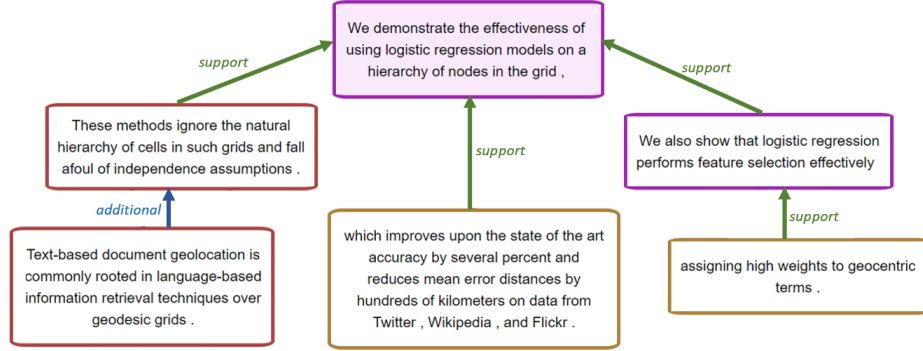 We demonstrate the effectiveness of
using logistic regression models on a
hierarchy of nodes in the grid ,
support
support
These methods ignore the natural
hierarchy of cells in such grids and fall
afoul of independence assumptions .
support
We also show that logistic regression
performs feature selection effectively
additional
support
Text-based document geolocation is
commonly rooted in language-based
information retrieval techniques over
geodesic grids .
which improves upon the state of the art
accuracy by several percent and
reduces mean error distances by
hundreds of kilometers on data from
Twitter , Wikipedia , and Flickr .
assigning high weights to geocentric
terms .